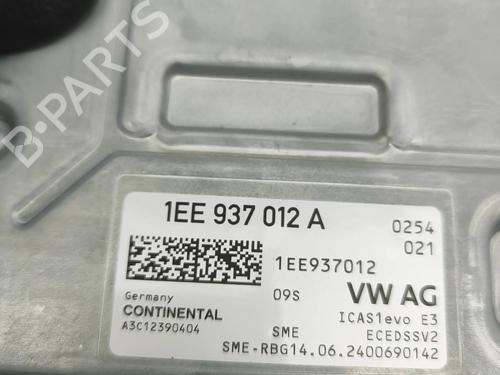 B-PARTS
1EE 937 012 A
0254
021
1EE937012
Germany
09S
VW AG
CONTINENTAL
ICAS1evo E3
A3C12390404
SME
ECEDSSV2
SME-RBG14.06.2400690142